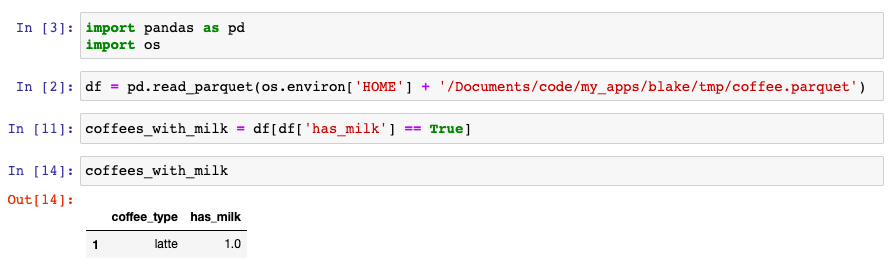 In [3]: import pandas as pd
import os
In [2]: df = pd.read_parquet(os.environ['HOME'] + '/Documents/code/my_apps/blake/tmp/coffee.parquet')
In [11]: coffees_with_milk = df[df['has_milk'] == True]
In [14]: coffees_with_milk
Out[14]:
coffee_type has_milk
1 latte 1.0